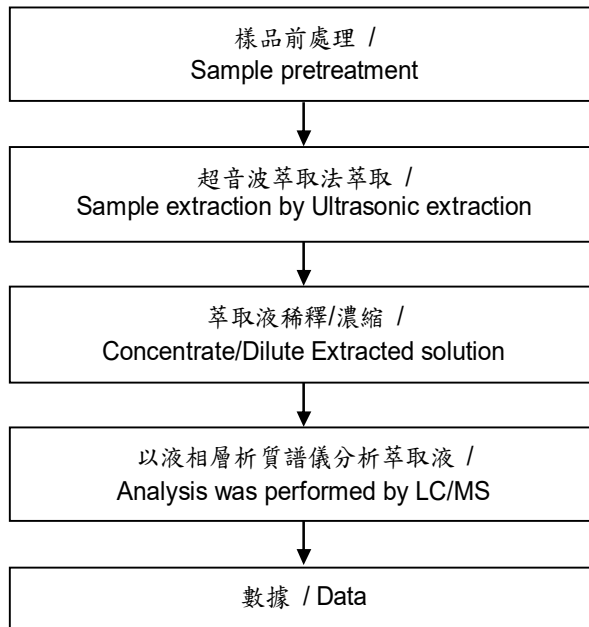 樣品前處理 /
Sample pretreatment
超音波萃取法萃取 /
Sample extraction by Ultrasonic extraction
萃取液稀釋/濃縮 /
Concentrate/Dilute Extracted solution
以液相層析質譜儀分析萃取液 /
Analysis was performed by LC/MS
數據 / Data